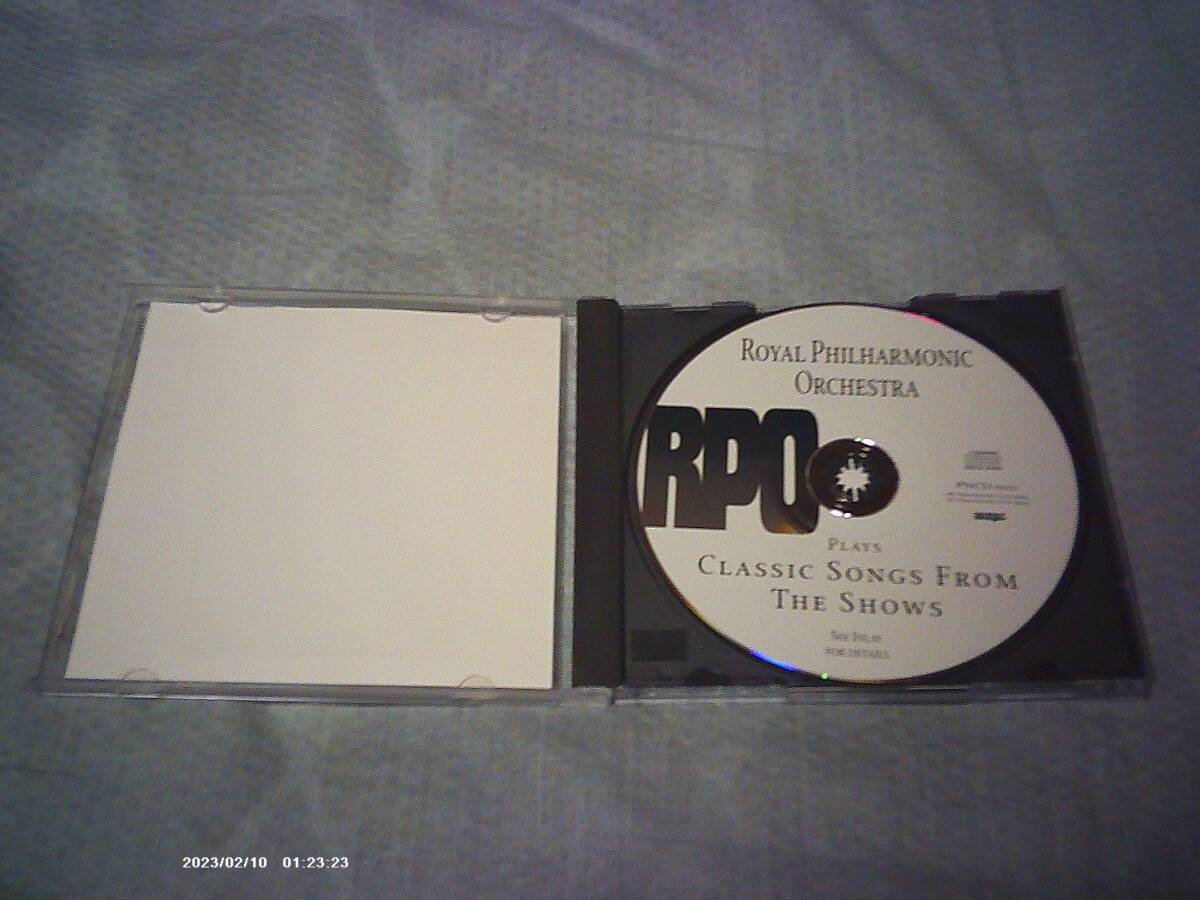 ROYAL PHILHARMONIC
ORCHESTRA
RPO
PLAYS
CLASSIC SONGS FROM
THE SHOWS
SEE INLAY
FOR DETAILS
2023/02/10 01:23:23